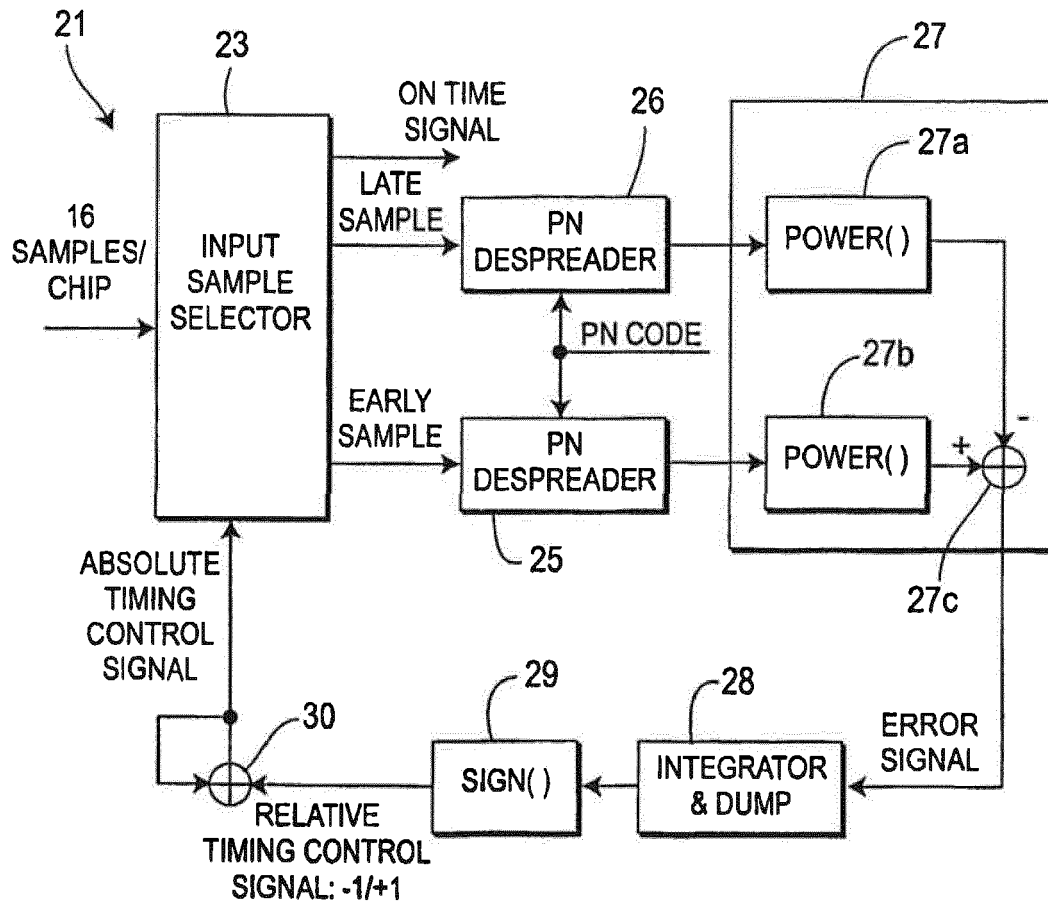 21
23
27
ON TIME
SIGNAL
26
27a
LATE
SAMPLE
16
SAMPLES/
CHIP
INPUT
SAMPLE
SELECTOR
PN
DESPREADER
POWER( )
PN CODE
27b
EARLY
SAMPLE
PN
DESPREADER
POWER( )
-
+
25
27c
ABSOLUTE
TIMING
CONTROL
SIGNAL
30
29
28
ERROR
SIGNAL
SIGN( )
INTEGRATOR
& DUMP
RELATIVE
TIMING CONTROL
SIGNAL: -1/+1